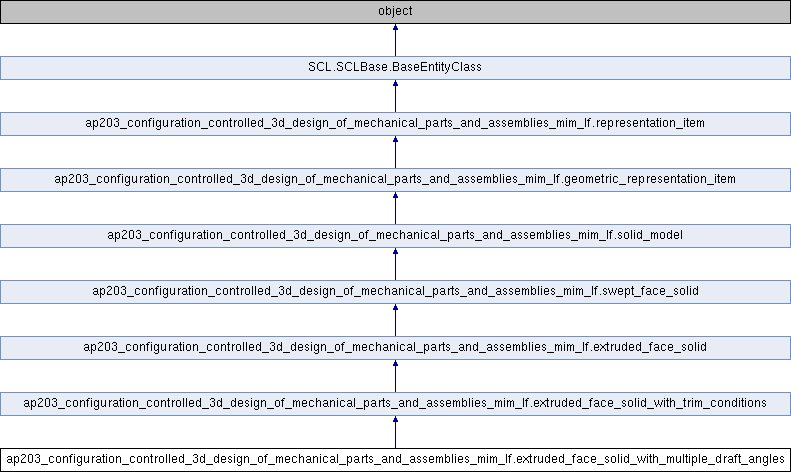 object
SCL.SCLBase.BaseEntityClass
ap203_configuration_controlled_3d_design_of_mechanical_parts_and_assemblies_mim_lf.representation_item
ap203_configuration_controlled_3d_design_of_mechanical_parts_and_assemblies_mim_lf.geometric_representation_item
ap203_configuration_controlled_3d_design_of_mechanical_parts_and_assemblies_mim_lf.solid_model
ap203_configuration_controlled_3d_design_of_mechanical_parts_and_assemblies_mim_lf.swept_face_solid
ap203_configuration_controlled_3d_design_of_mechanical_parts_and_assemblies_mim_lf.extruded_face_solid
ap203_configuration_controlled_3d_design_of_mechanical_parts_and_assemblies_mim_lf.extruded_face_solid_with_trim_conditions
ap203_configuration_controlled_3d_design_of_mechanical_parts_and_assemblies_mim_lf.extruded_face_solid_with_multiple_draft_angles